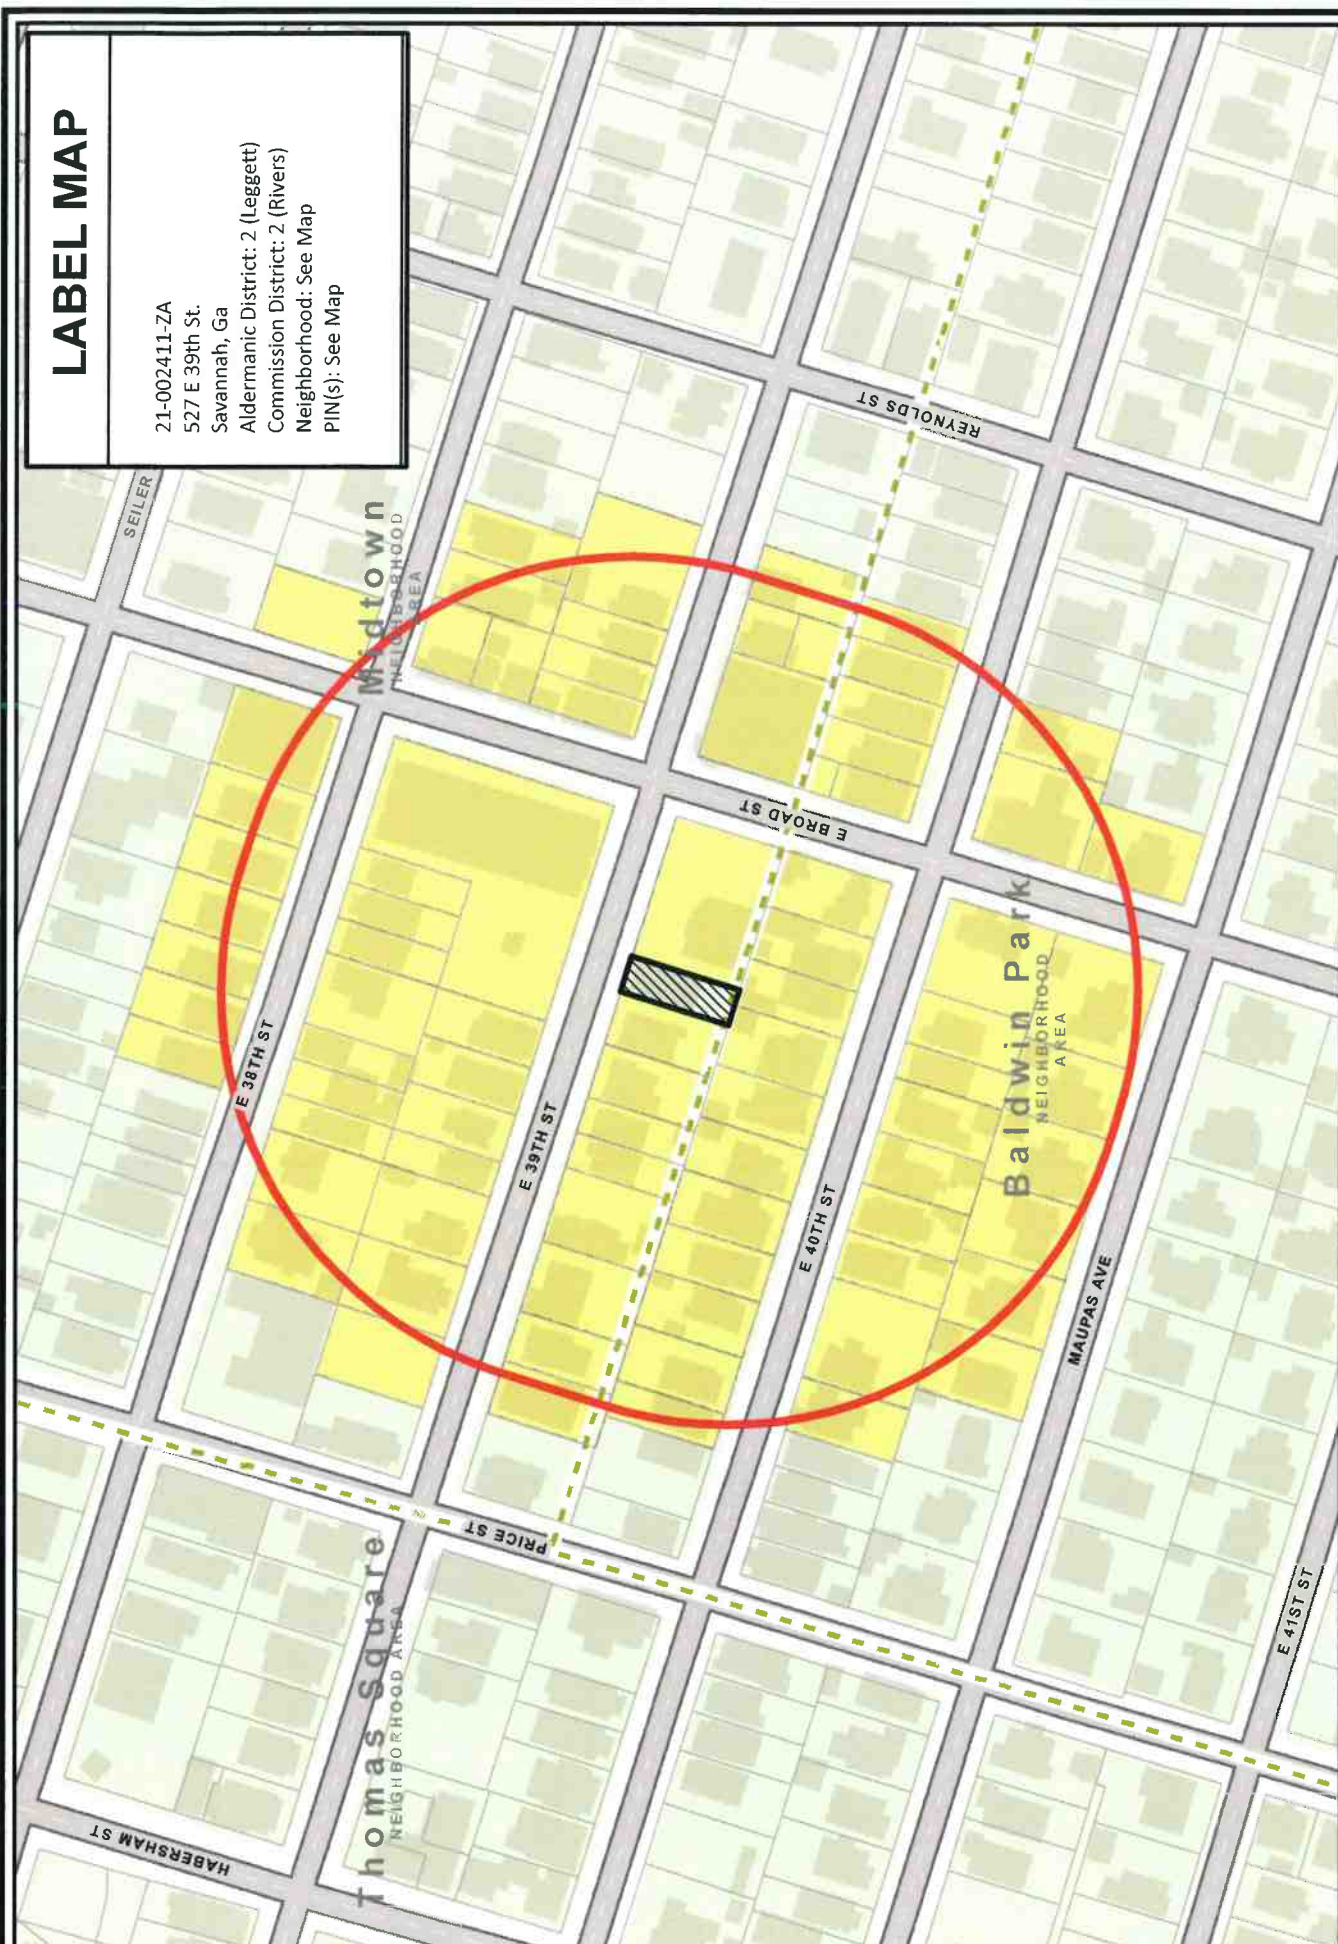 LABEL MAP
21-002411-ZA
527 E 39th St.
Savannah, Ga
Aldermanic District: 2 (Leggett)
Commission District: 2 (Rivers)
Neighborhood: See Map
PIN(s): See Map
SEILER
Midtown
NEIGHBORHOOD
AREA
REYNOLDS ST
E BROAD ST
E 38TH ST
E 39TH ST
E 40TH ST
Baldwin Park
NEIGHBORHOOD
AREA
MAUPAS AVE
PRICE ST
Thomas Square
NEIGHBORHOOD AREA
E 41ST ST
HABERSHAM ST